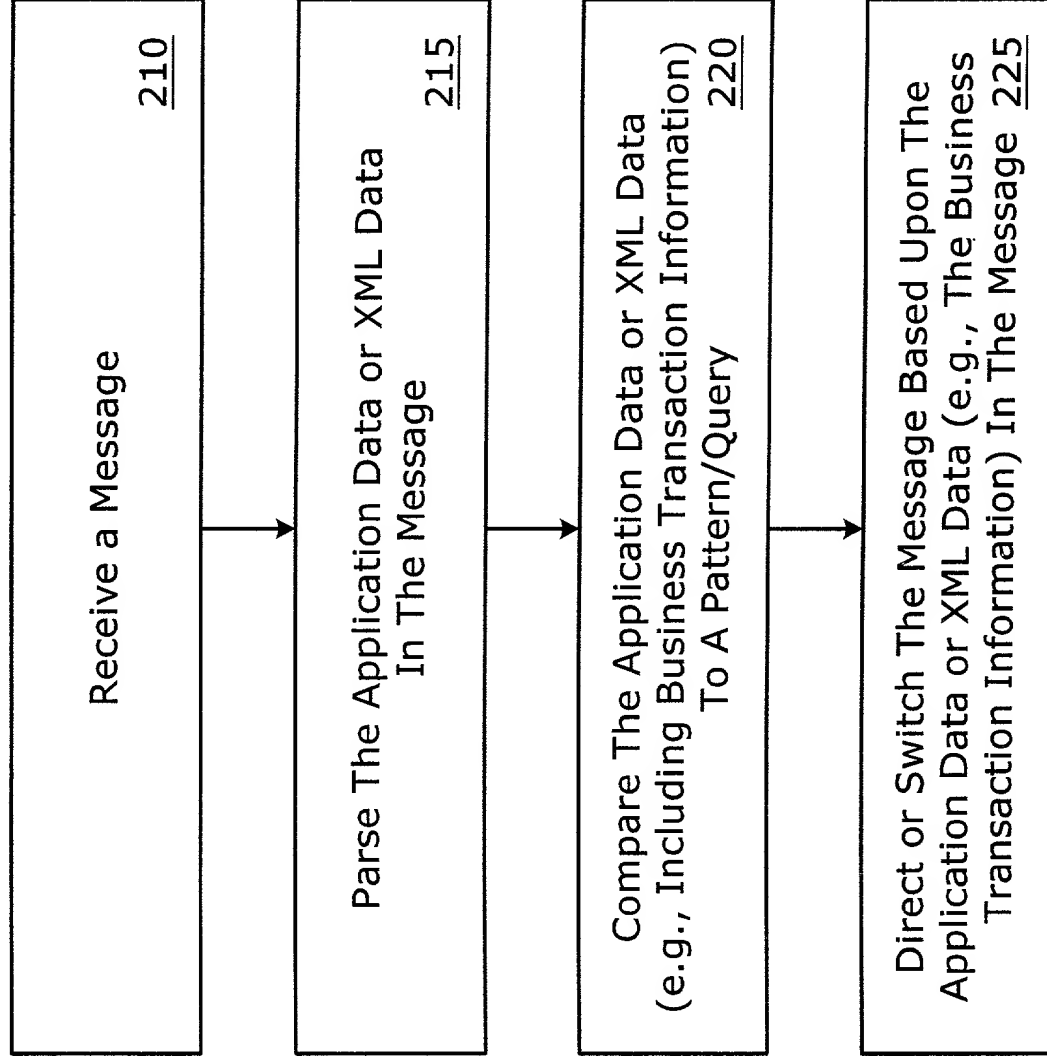 Receive a Message
210
Parse The Application Data or XML Data
In The Message
215
Compare The Application Data or XML Data
(e.g., Including Business Transaction Information)
To A Pattern/Query
220
Direct or Switch The Message Based Upon The
Application Data or XML Data (e.g., The Business
Transaction Information) In The Message 225